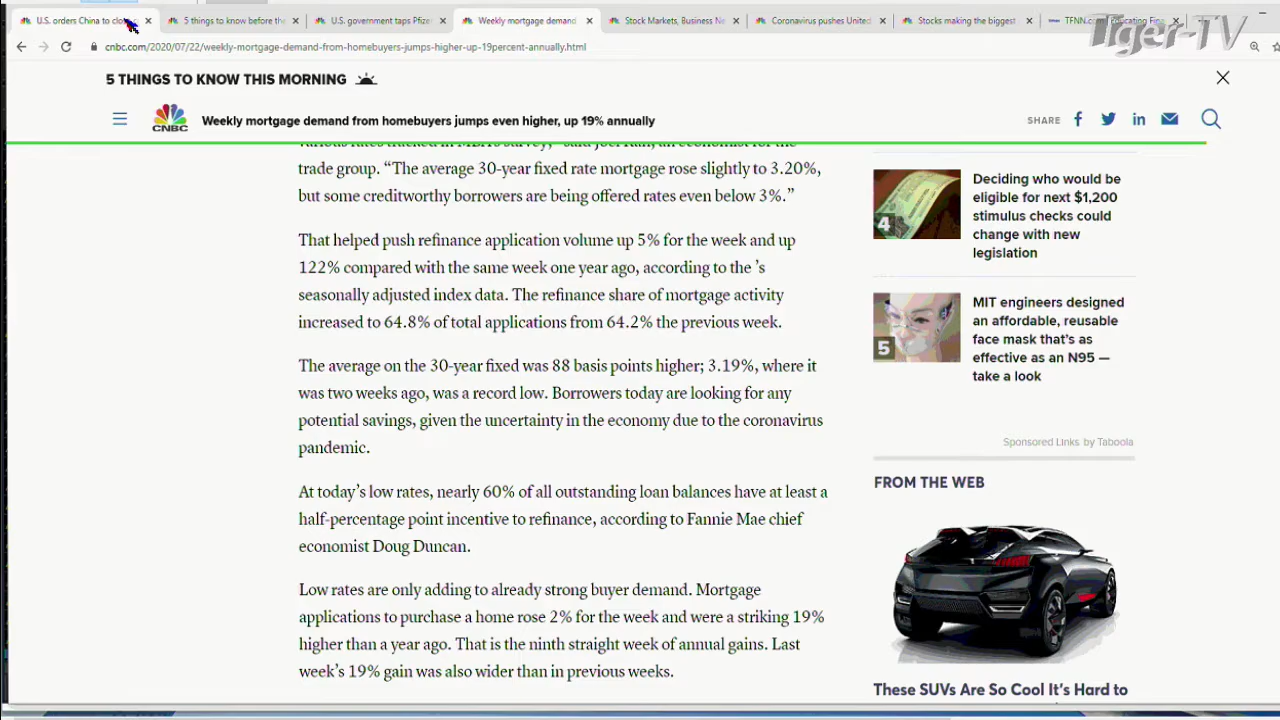 U.S. orders China to clo
5 things to know before the
U.S. government taps Pfize
Weekly mortgage demand
Stock Markets, Business Ne
Coronavirus pushes United
Stocks making the biggest
TFNN.co
Tiger-TV
cnbc.com/2020/07/22/weekly-mortgage-demand-from-homebuyers-jumps-higher-up-19percent-annually.html
5 THINGS TO KNOW THIS MORNING
CNBC
Weekly mortgage demand from homebuyers jumps even higher, up 19% annually
SHARE
trade group. “The average 30-year fixed rate mortgage rose slightly to 3.20%,
but some creditworthy borrowers are being offered rates even below 3%.”
That helped push refinance application volume up 5% for the week and up
122% compared with the same week one year ago, according to the ’s
seasonally adjusted index data. The refinance share of mortgage activity
increased to 64.8% of total applications from 64.2% the previous week.
The average on the 30-year fixed was 88 basis points higher; 3.19%, where it
was two weeks ago, was a record low. Borrowers today are looking for any
potential savings, given the uncertainty in the economy due to the coronavirus
pandemic.
At today’s low rates, nearly 60% of all outstanding loan balances have at least a
half-percentage point incentive to refinance, according to Fannie Mae chief
economist Doug Duncan.
Low rates are only adding to already strong buyer demand. Mortgage
applications to purchase a home rose 2% for the week and were a striking 19%
higher than a year ago. That is the ninth straight week of annual gains. Last
week’s 19% gain was also wider than in previous weeks.
4
Deciding who would be
eligible for next $1,200
stimulus checks could
change with new
legislation
5
MIT engineers designed
an affordable, reusable
face mask that’s as
effective as an N95 —
take a look
Sponsored Links by Taboola
FROM THE WEB
These SUVs Are So Cool It’s Hard to